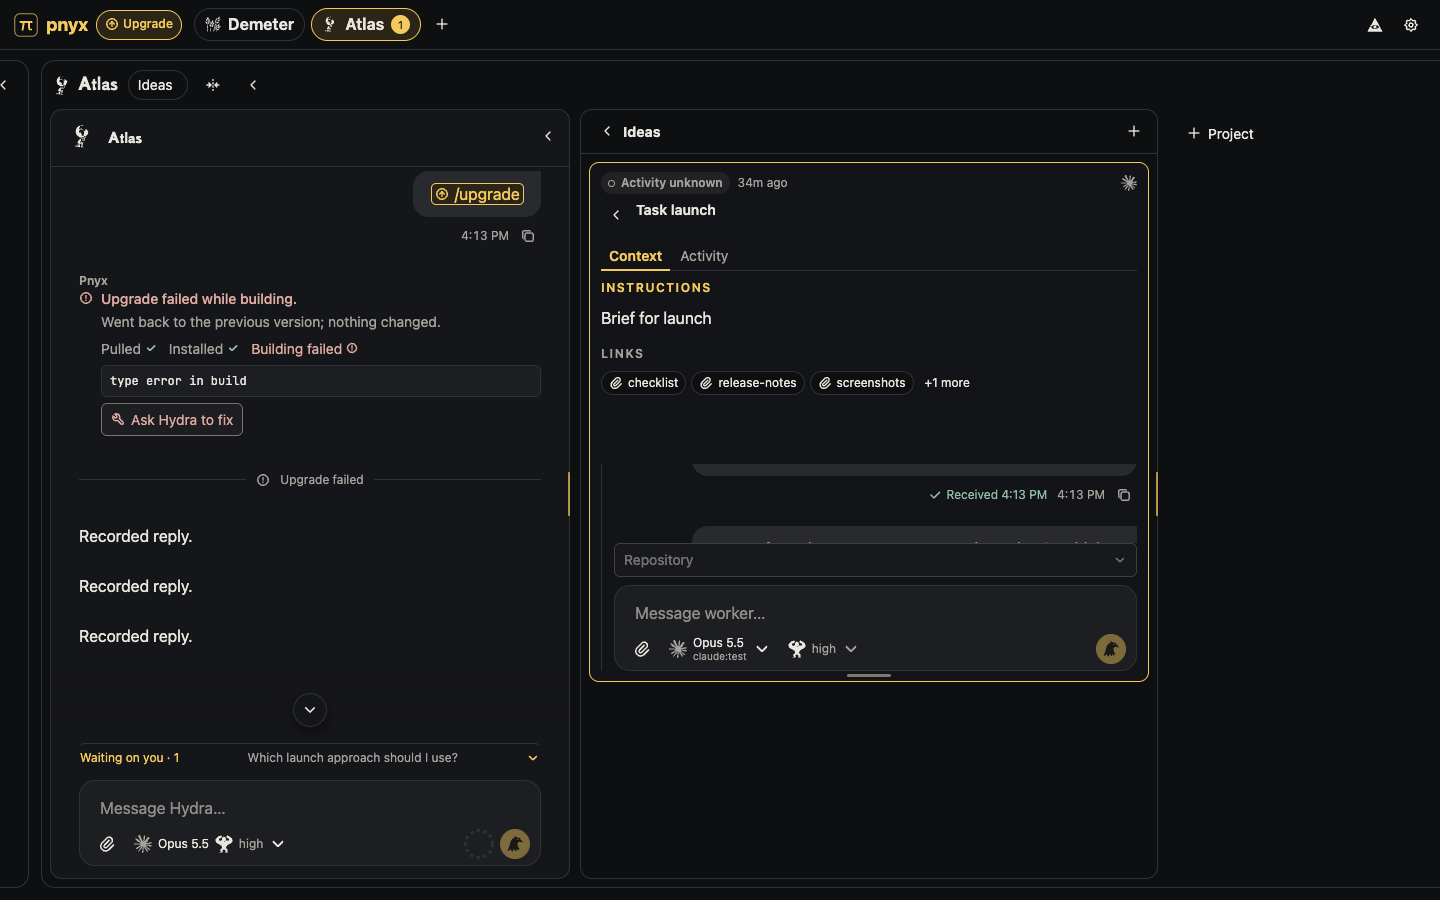 π pnyx Upgrade Demeter Atlas 1
Atlas Ideas
Atlas
/upgrade
4:13 PM
Pnyx
Upgrade failed while building.
Went back to the previous version; nothing changed.
Pulled Installed Building failed
type error in build
Ask Hydra to fix
Upgrade failed
Recorded reply.
Recorded reply.
Recorded reply.
Waiting on you · 1 Which launch approach should I use?
Message Hydra...
Opus 5.5 high
Ideas
Activity unknown 34m ago
Task launch
Context Activity
INSTRUCTIONS
Brief for launch
LINKS
checklist release-notes screenshots +1 more
Received 4:13 PM 4:13 PM
Repository
Message worker...
Opus 5.5 high
claude:test
Project